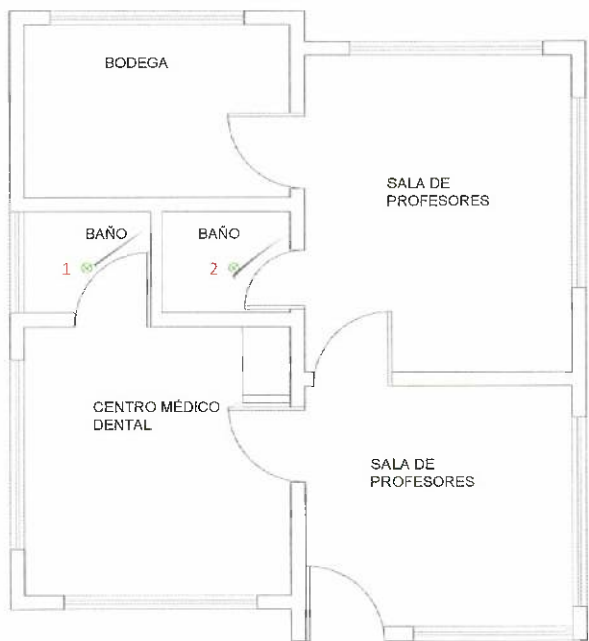 BODEGA
SALA DE
PROFESORES
BAÑO
BAÑO
1
2
CENTRO MÉDICO
DENTAL
SALA DE
PROFESORES